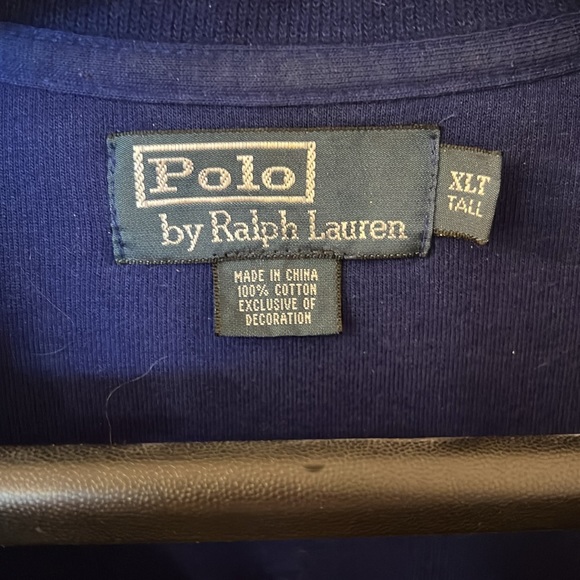 Polo
by Ralph Lauren
XLT
TALL
MADE IN CHINA
100% COTTON
EXCLUSIVE OF
DECORATION